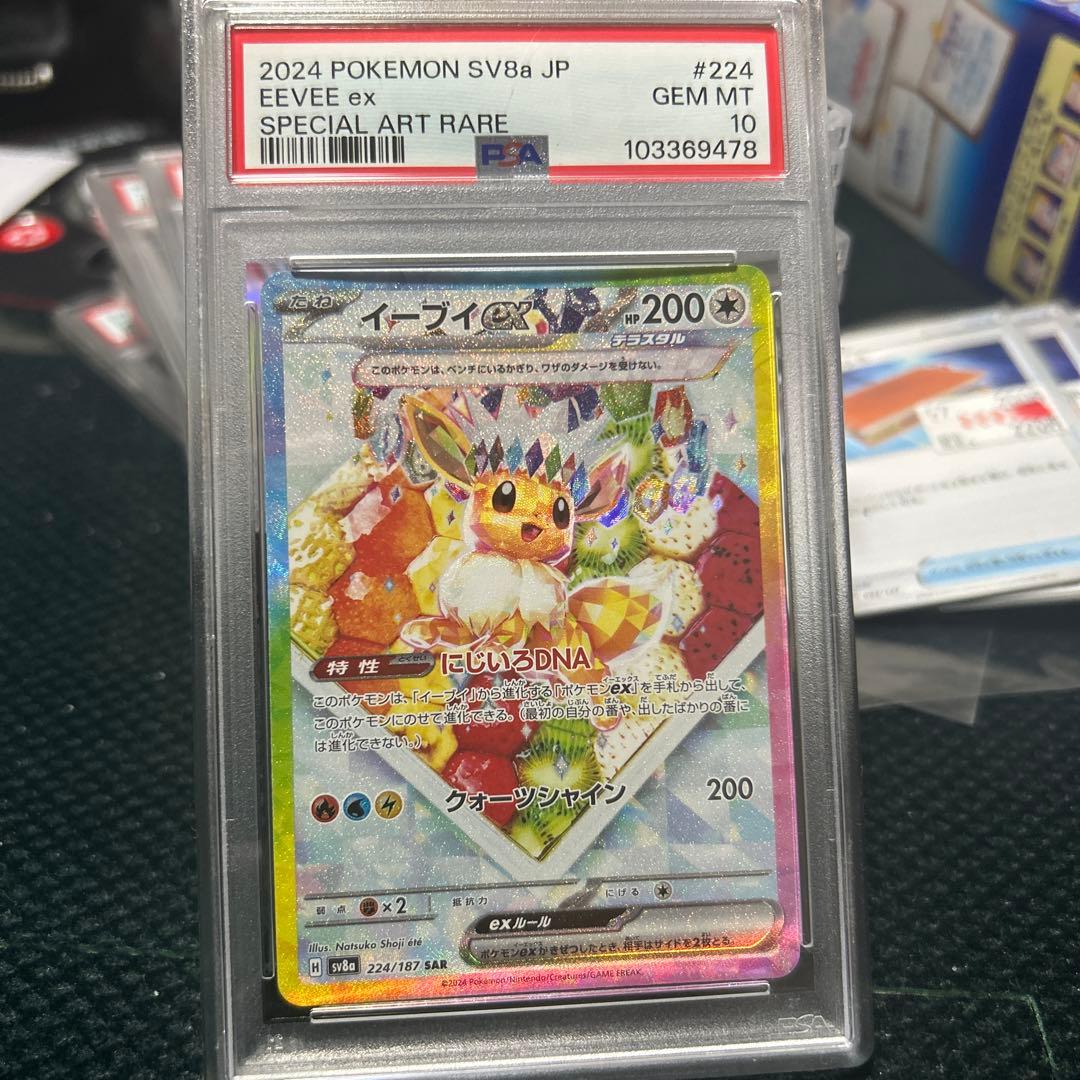 2024 POKEMON SV8a JP #224
EEVEE ex GEM MT
SPECIAL ART RARE 10
PSA 103369478
たね イーブイex HP 200
テラスタル
このポケモンは、ベンチにいるかぎり、ワザのダメージを受けない。
特性 とくせい にじいろDNA
このポケモンは、「イーブイ」から進化する「ポケモンex」を手札から出して、
このポケモンにのせて進化できる。(最初の自分の番や、出したばかりの番に
は進化できない。)
クォーツシャイン 200
弱点 ×2 抵抗力 にげる
exルール
ポケモンexがきぜつしたとき、相手はサイドを2枚とる。
Illus. Natsuko Shoji été
H sv8a 224/187 SAR
©2024 Pokémon/Nintendo/Creatures/GAME FREAK.
PSA